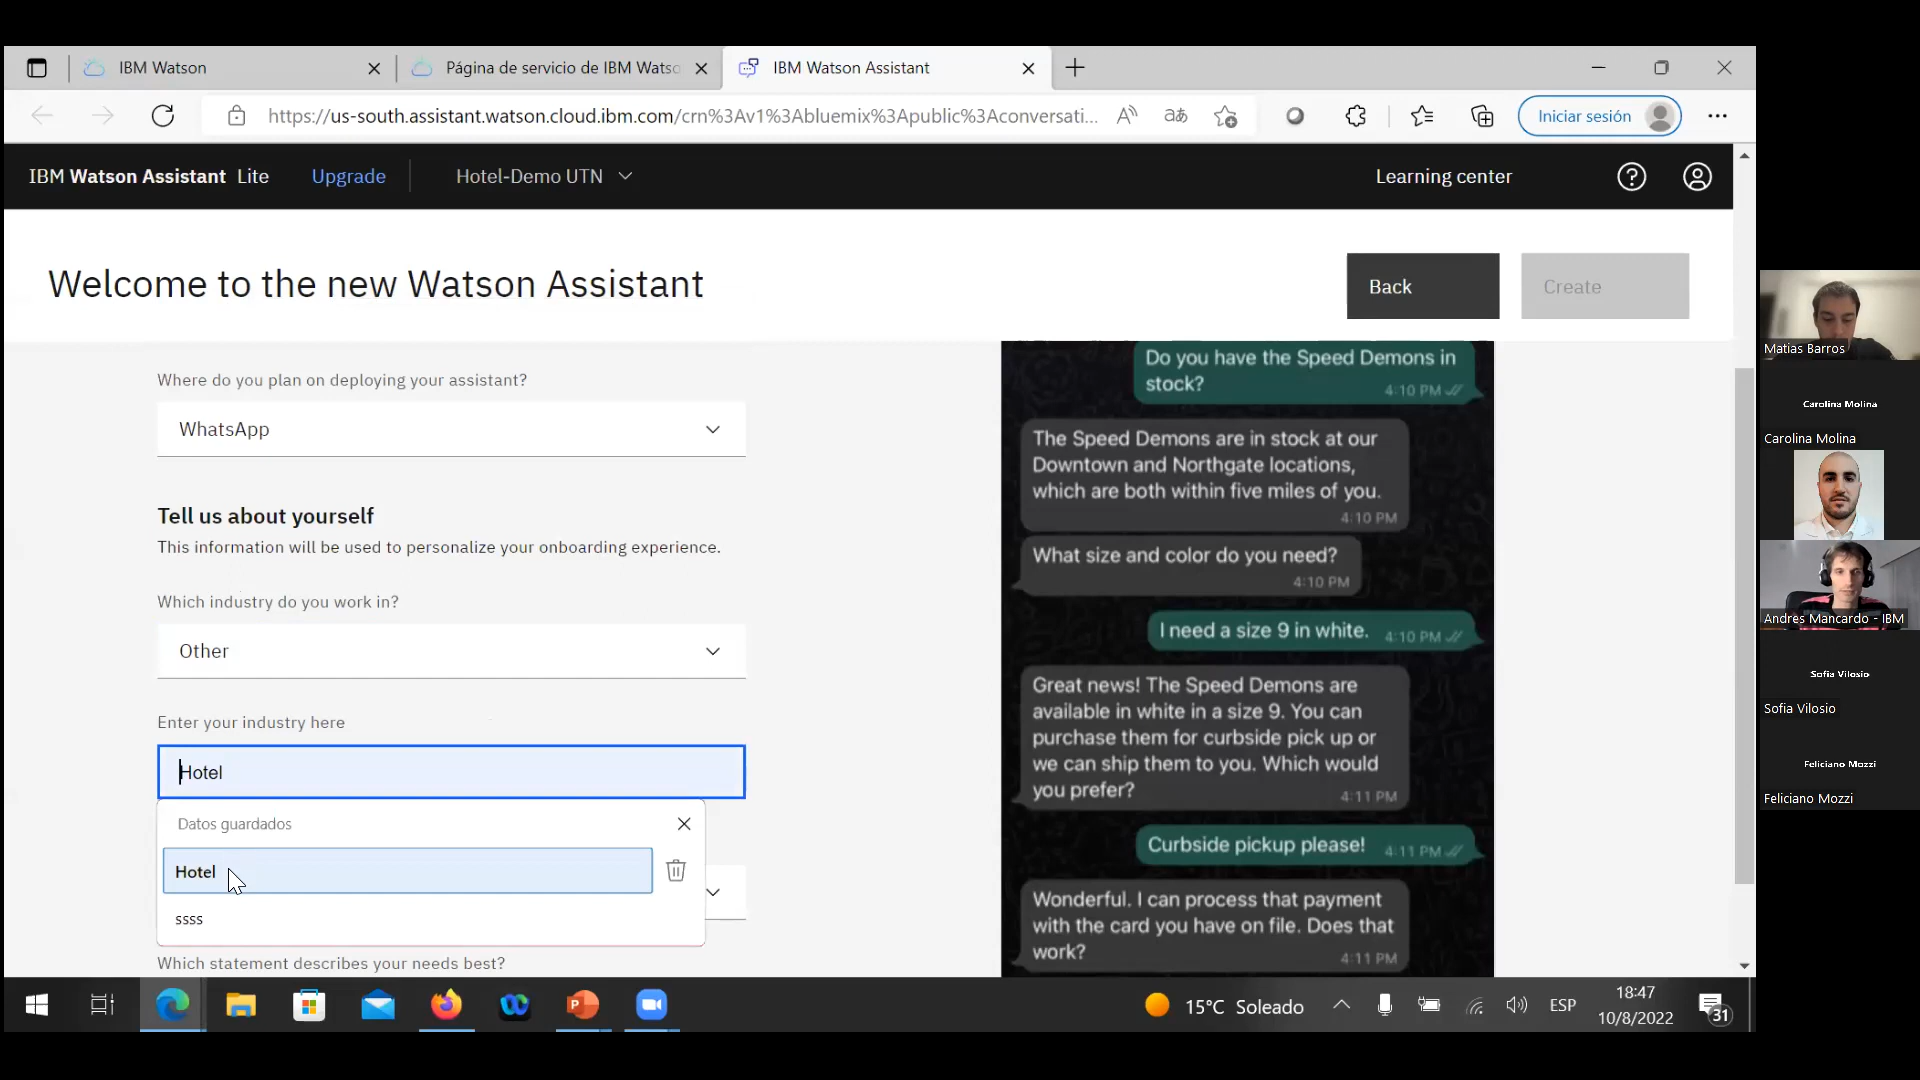 IBM Watson
Página de servicio de IBM Watso
IBM Watson Assistant
https://us-south.assistant.watson.cloud.ibm.com/crn%3Av1%3Abluemix%3Apublic%3Aconversati...
Iniciar sesión
IBM Watson Assistant Lite
Upgrade
Hotel-Demo UTN
Learning center
Welcome to the new Watson Assistant
Back
Create
Where do you plan on deploying your assistant?
WhatsApp
Tell us about yourself
This information will be used to personalize your onboarding experience.
Which industry do you work in?
Other
Enter your industry here
Hotel
Datos guardados
Hotel
ssss
Which statement describes your needs best?
Do you have the Speed Demons in
stock?
4:10 PM
The Speed Demons are in stock at our
Downtown and Northgate locations,
which are both within five miles of you.
4:10 PM
What size and color do you need?
4:10 PM
I need a size 9 in white.
4:10 PM
Great news! The Speed Demons are
available in white in a size 9. You can
purchase them for curbside pick up or
we can ship them to you. Which would
you prefer?
4:11 PM
Curbside pickup please!
4:11 PM
Wonderful. I can process that payment
with the card you have on file. Does that
work?
4:11 PM
Matias Barros
Carolina Molina
Carolina Molina
Andres Mancardo - IBM
Sofia Vilosio
Sofia Vilosio
Feliciano Mozzi
Feliciano Mozzi
15°C Soleado
ESP
18:47
10/8/2022
31